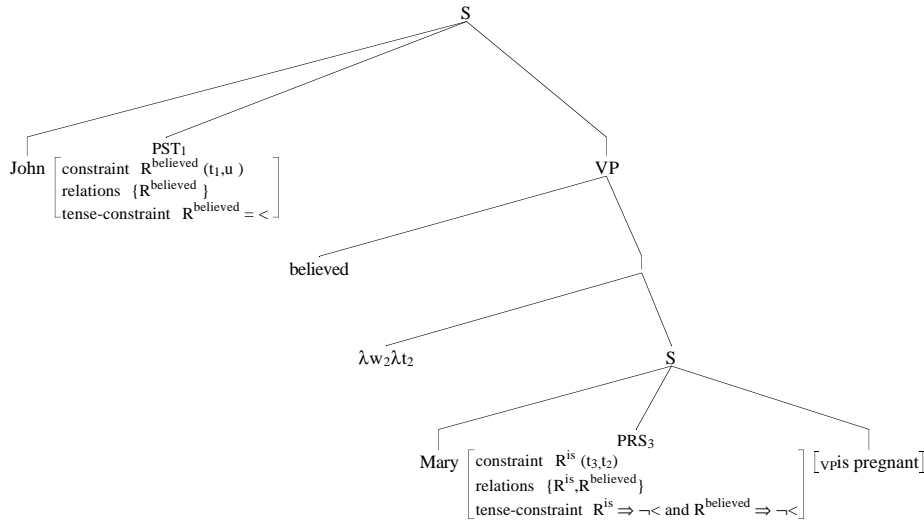 S
PST₁
John [constraint R^believed (t₁,u ) VP
relations {R^believed }
tense-constraint R^believed = < ]
believed
λw₂λt₂
S
PRS₃
Mary [constraint R^is (t₃,t₂) [VPis pregnant]
relations {R^is,R^believed}
tense-constraint R^is ⇒ ¬< and R^believed ⇒ ¬< ]